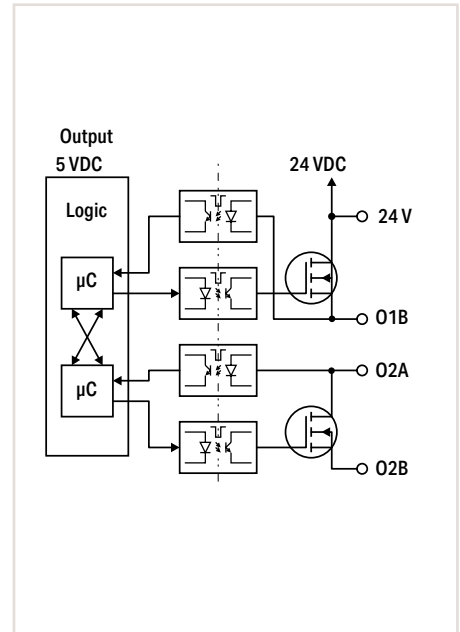 Output
5 VDC
24 VDC
Logic
24 V
µC
O1B
O2A
µC
O2B